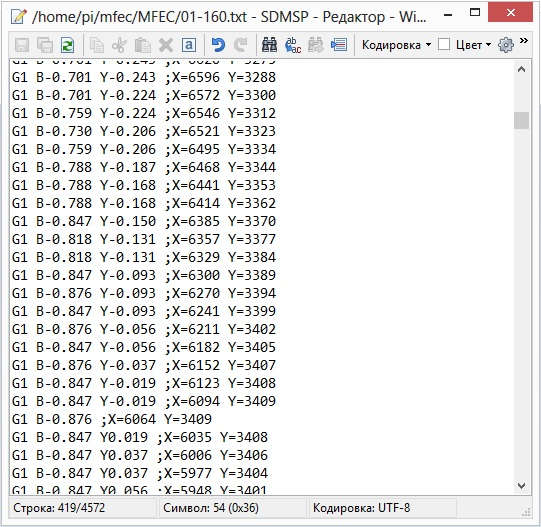 /home/pi/mfec/MFEC/01-160.txt - SDMSP - Редактор - Wi...
Кодировка Цвет
G1 B-0.701 Y-0.243 ;X=6596 Y=3288
G1 B-0.701 Y-0.224 ;X=6572 Y=3300
G1 B-0.759 Y-0.224 ;X=6546 Y=3312
G1 B-0.730 Y-0.206 ;X=6521 Y=3323
G1 B-0.759 Y-0.206 ;X=6495 Y=3334
G1 B-0.788 Y-0.187 ;X=6468 Y=3344
G1 B-0.788 Y-0.168 ;X=6441 Y=3353
G1 B-0.788 Y-0.168 ;X=6414 Y=3362
G1 B-0.847 Y-0.150 ;X=6385 Y=3370
G1 B-0.818 Y-0.131 ;X=6357 Y=3377
G1 B-0.818 Y-0.131 ;X=6329 Y=3384
G1 B-0.847 Y-0.093 ;X=6300 Y=3389
G1 B-0.876 Y-0.093 ;X=6270 Y=3394
G1 B-0.847 Y-0.093 ;X=6241 Y=3399
G1 B-0.876 Y-0.056 ;X=6211 Y=3402
G1 B-0.847 Y-0.056 ;X=6182 Y=3405
G1 B-0.876 Y-0.037 ;X=6152 Y=3407
G1 B-0.847 Y-0.019 ;X=6123 Y=3408
G1 B-0.847 Y-0.019 ;X=6094 Y=3409
G1 B-0.876 ;X=6064 Y=3409
G1 B-0.847 Y0.019 ;X=6035 Y=3408
G1 B-0.847 Y0.037 ;X=6006 Y=3406
G1 B-0.847 Y0.037 ;X=5977 Y=3404
G1 B-0.847 Y0.056 ;X=5948 Y=3401
Строка: 419/4572 Символ: 54 (0x36) Кодировка: UTF-8